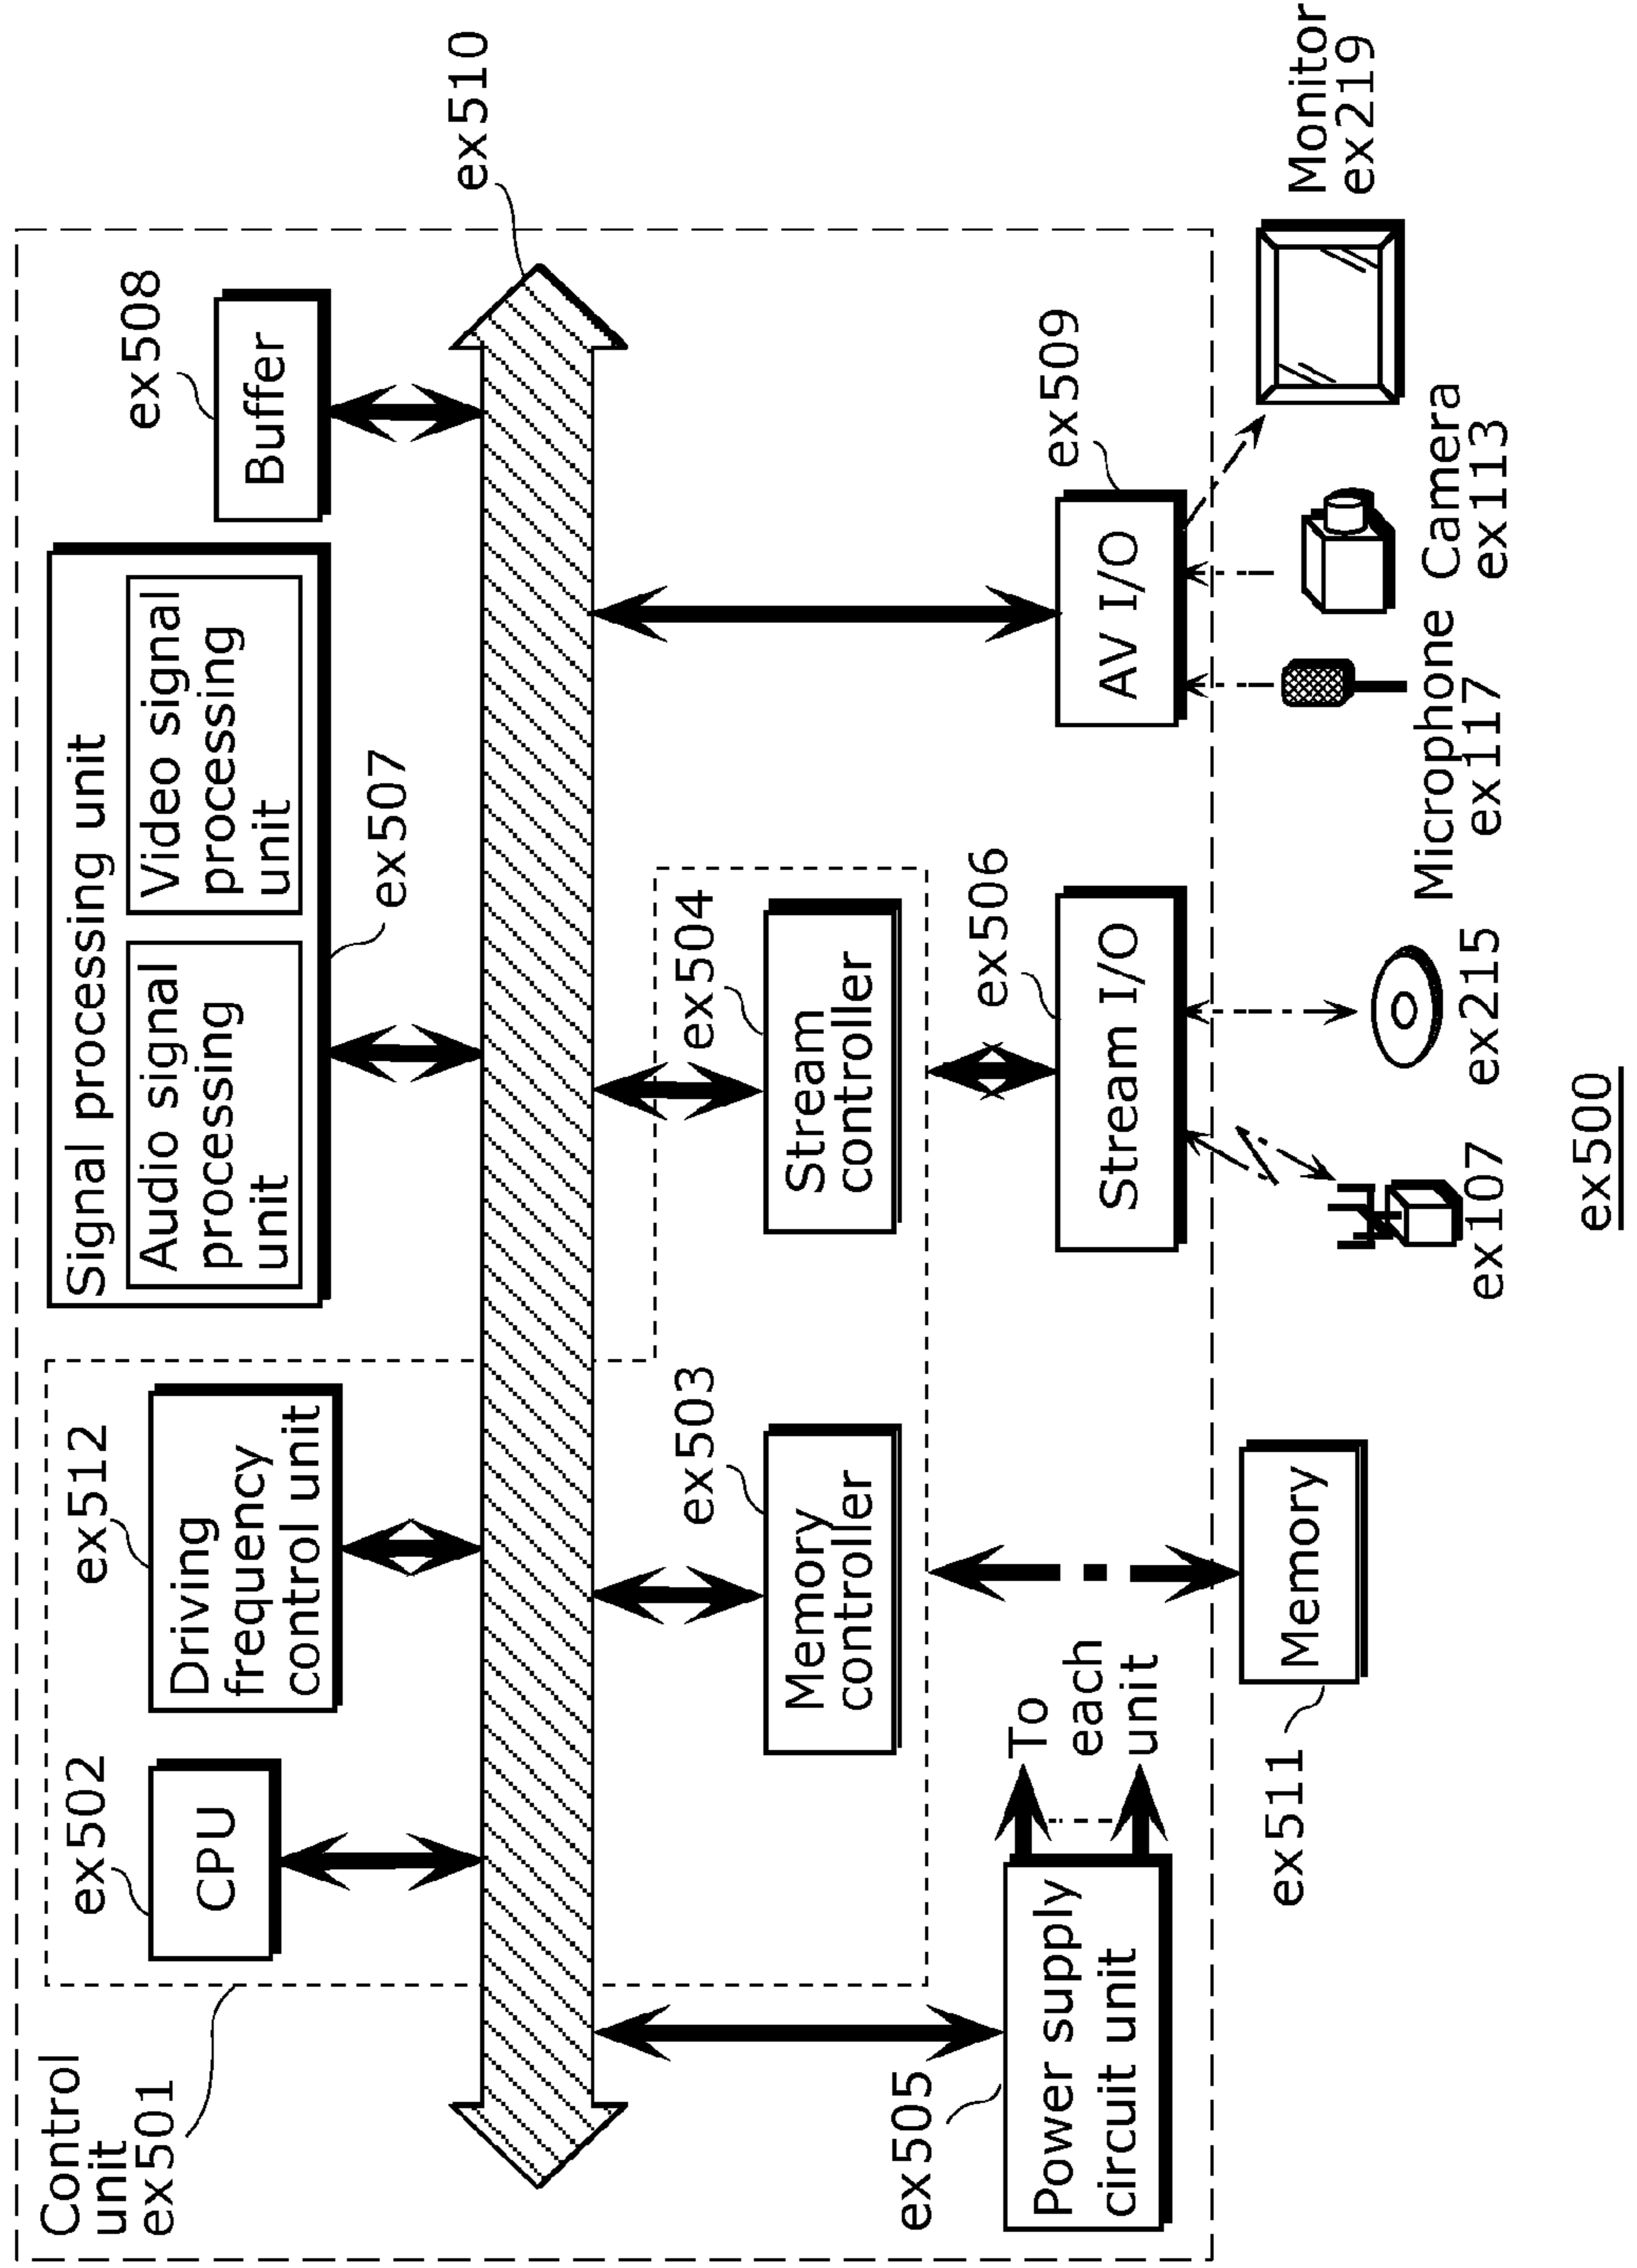 Control
unit
ex501
ex502
CPU
ex512
Driving
frequency
control unit
Signal processing unit
Audio signal
processing
unit
Video signal
processing
unit
ex507
ex508
Buffer
ex510
ex503
Memory
controller
ex504
Stream
controller
ex505
Power supply
circuit unit
To
each
unit
ex506
Stream I/O
ex509
AV I/O
ex511
Memory
ex107
ex215
Microphone
ex117
Camera
ex113
Monitor
ex219
ex500